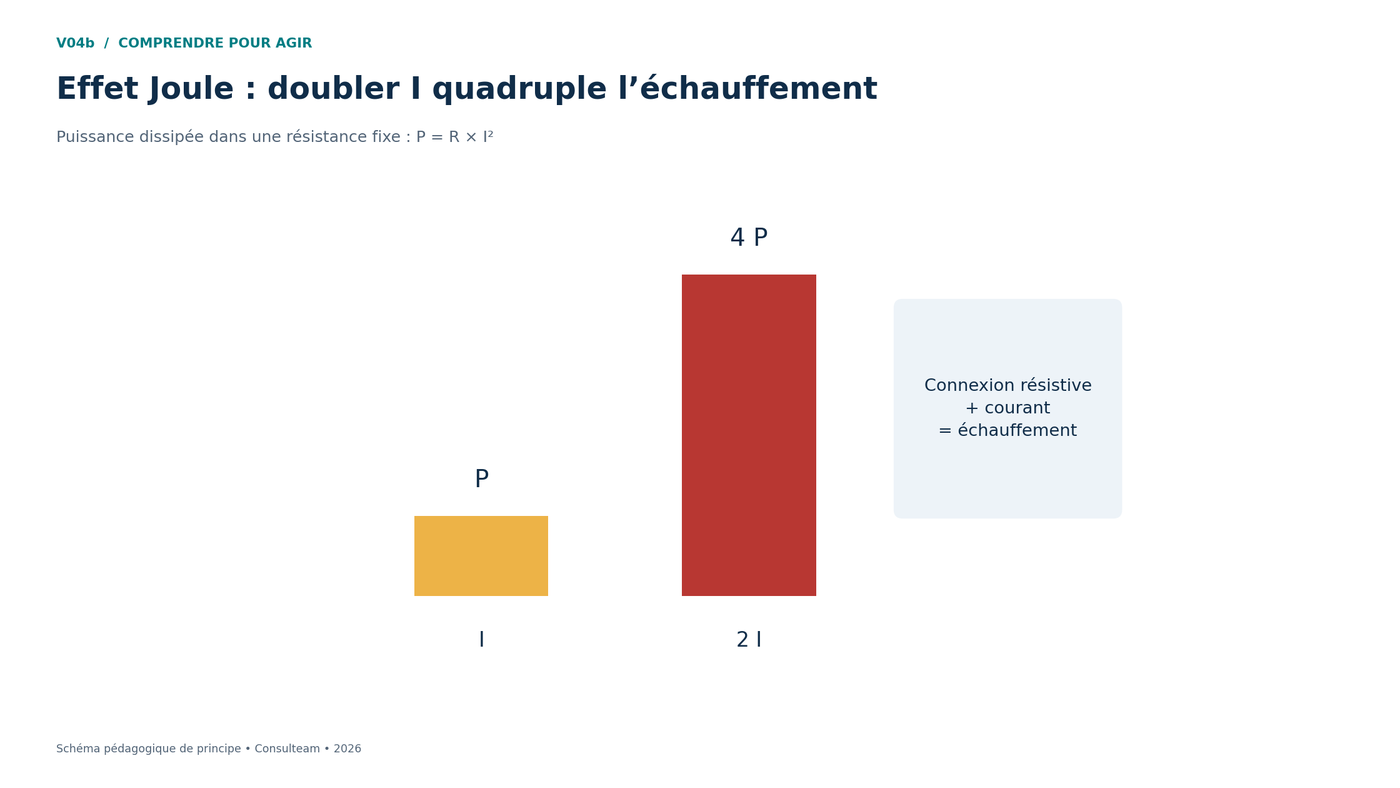 V04b / COMPRENDRE POUR AGIR
Effet Joule : doubler I quadruple l’échauffement
Puissance dissipée dans une résistance fixe : P = R × I²
4 P
P
Connexion résistive
+ courant
= échauffement
I
2 I
Schéma pédagogique de principe • Consulteam • 2026